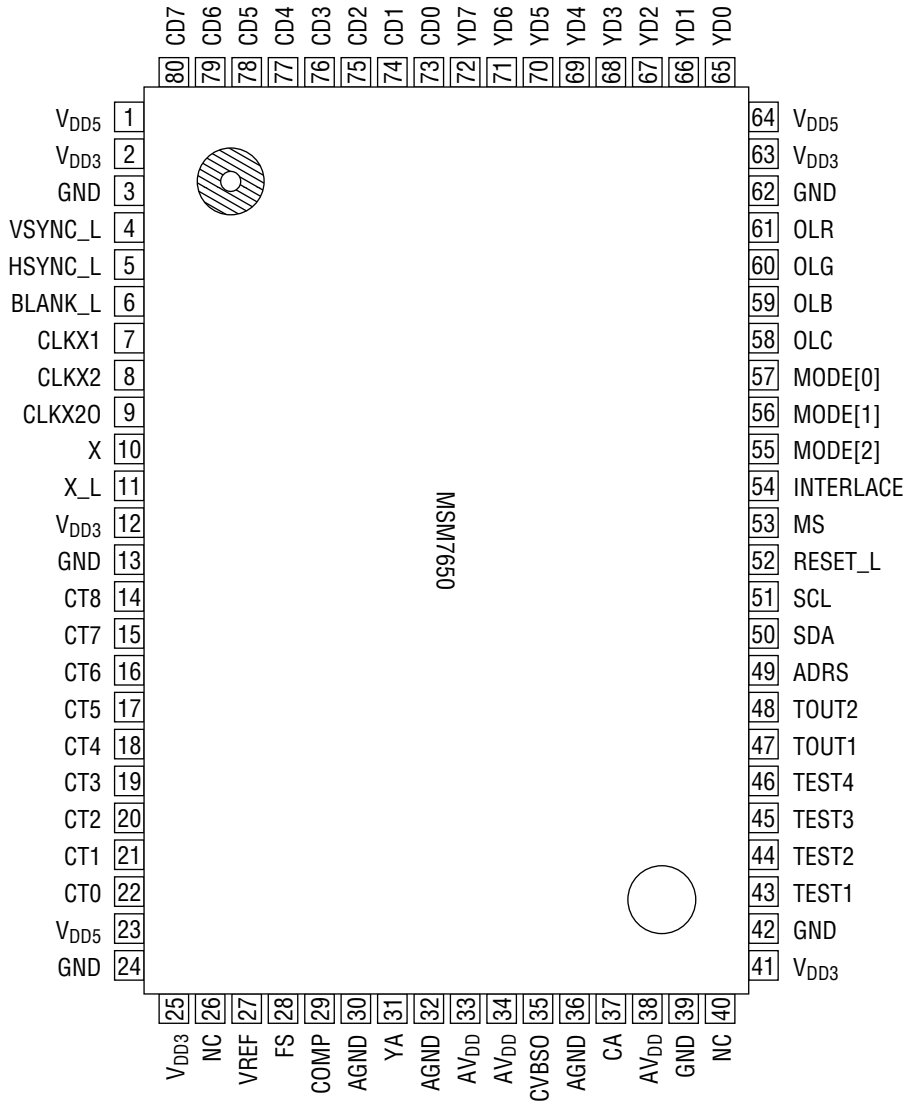 CD7 CD6 CD5 CD4 CD3 CD2 CD1 CD0 YD7 YD6 YD5 YD4 YD3 YD2 YD1 YD0
80 79 78 77 76 75 74 73 72 71 70 69 68 67 66 65
VDD5 1
VDD3 2
GND 3
VSYNC_L 4
HSYNC_L 5
BLANK_L 6
CLKX1 7
CLKX2 8
CLKX2O 9
X 10
X_L 11
VDD3 12
GND 13
CT8 14
CT7 15
CT6 16
CT5 17
CT4 18
CT3 19
CT2 20
CT1 21
CT0 22
VDD5 23
GND 24
MSM7650
64 VDD5
63 VDD3
62 GND
61 OLR
60 OLG
59 OLB
58 OLC
57 MODE[0]
56 MODE[1]
55 MODE[2]
54 INTERLACE
53 MS
52 RESET_L
51 SCL
50 SDA
49 ADRS
48 TOUT2
47 TOUT1
46 TEST4
45 TEST3
44 TEST2
43 TEST1
42 GND
41 VDD3
25 26 27 28 29 30 31 32 33 34 35 36 37 38 39 40
VDD3 NC VREF FS COMP AGND YA AGND AVDD AVDD CVBSO AGND CA AVDD GND NC